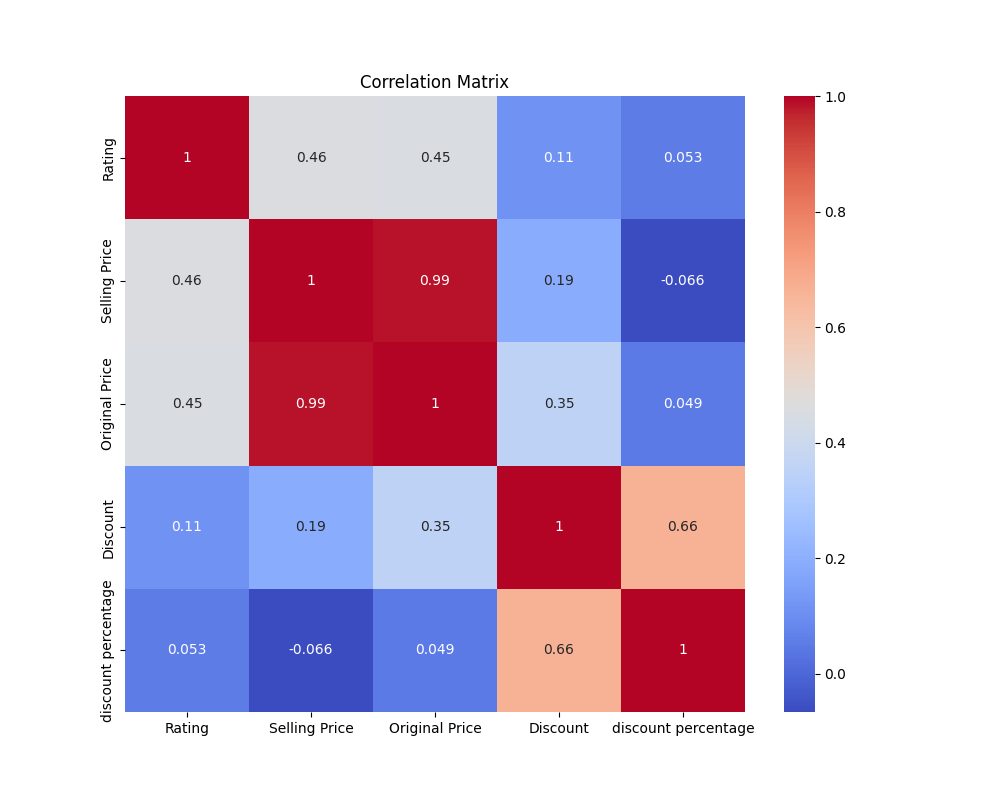 Correlation Matrix
Rating 1 0.46 0.45 0.11 0.053
Selling Price 0.46 1 0.99 0.19 -0.066
Original Price 0.45 0.99 1 0.35 0.049
Discount 0.11 0.19 0.35 1 0.66
discount percentage 0.053 -0.066 0.049 0.66 1
Rating Selling Price Original Price Discount discount percentage
1.0
0.8
0.6
0.4
0.2
0.0